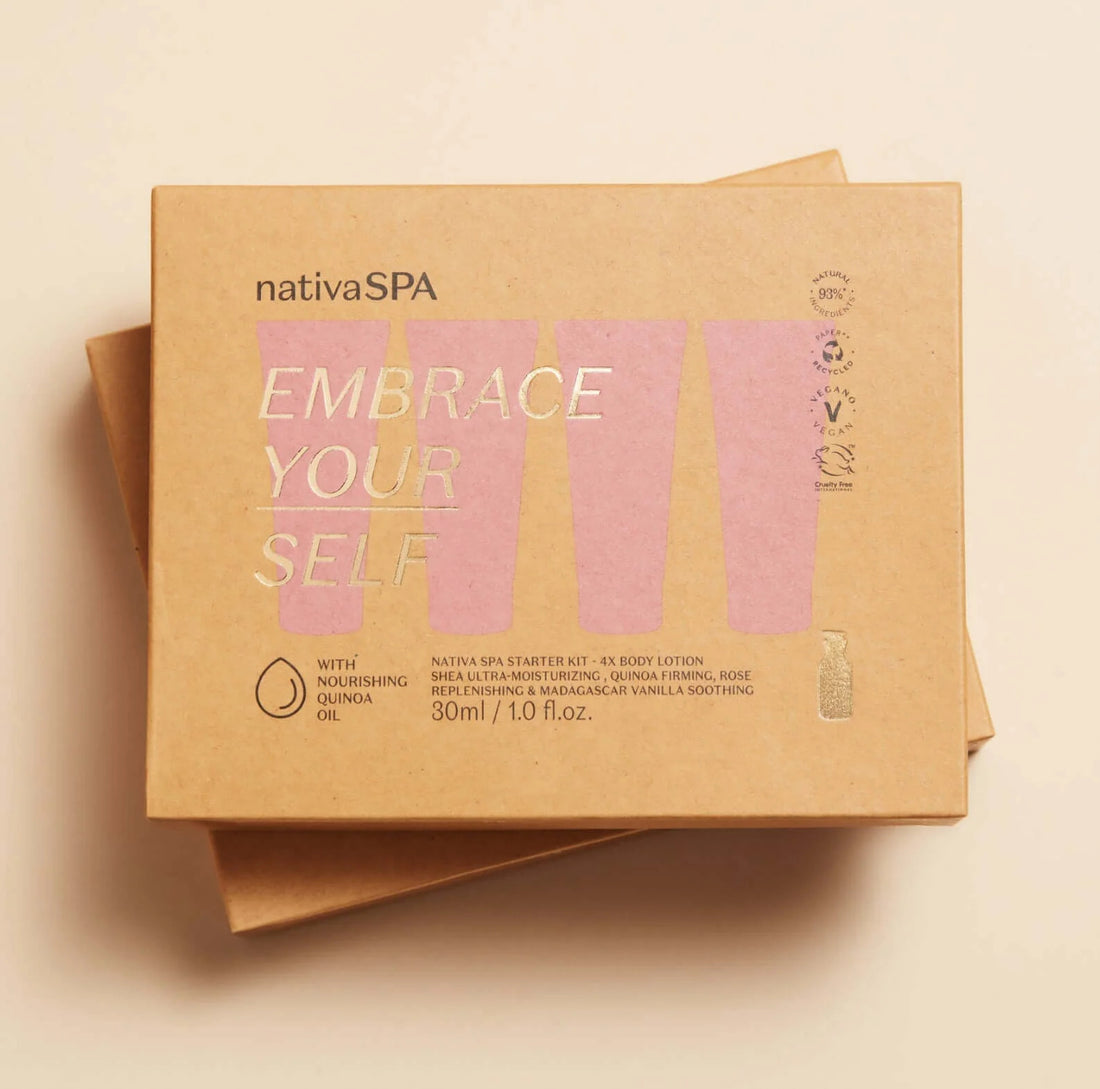 nativaSPA
EMBRACE
YOUR
SELF
WITH*
NOURISHING
QUINOA
OIL
NATIVA SPA STARTER KIT - 4X BODY LOTION
SHEA ULTRA-MOISTURIZING , QUINOA FIRMING, ROSE
REPLENISHING & MADAGASCAR VANILLA SOOTHING
30ml / 1.0 fl.oz.
NATURAL
93%*
INGREDIENTS
PAPER**
RECYCLED
VEGANO
V
VEGAN
Cruelty Free
INTERNATIONAL